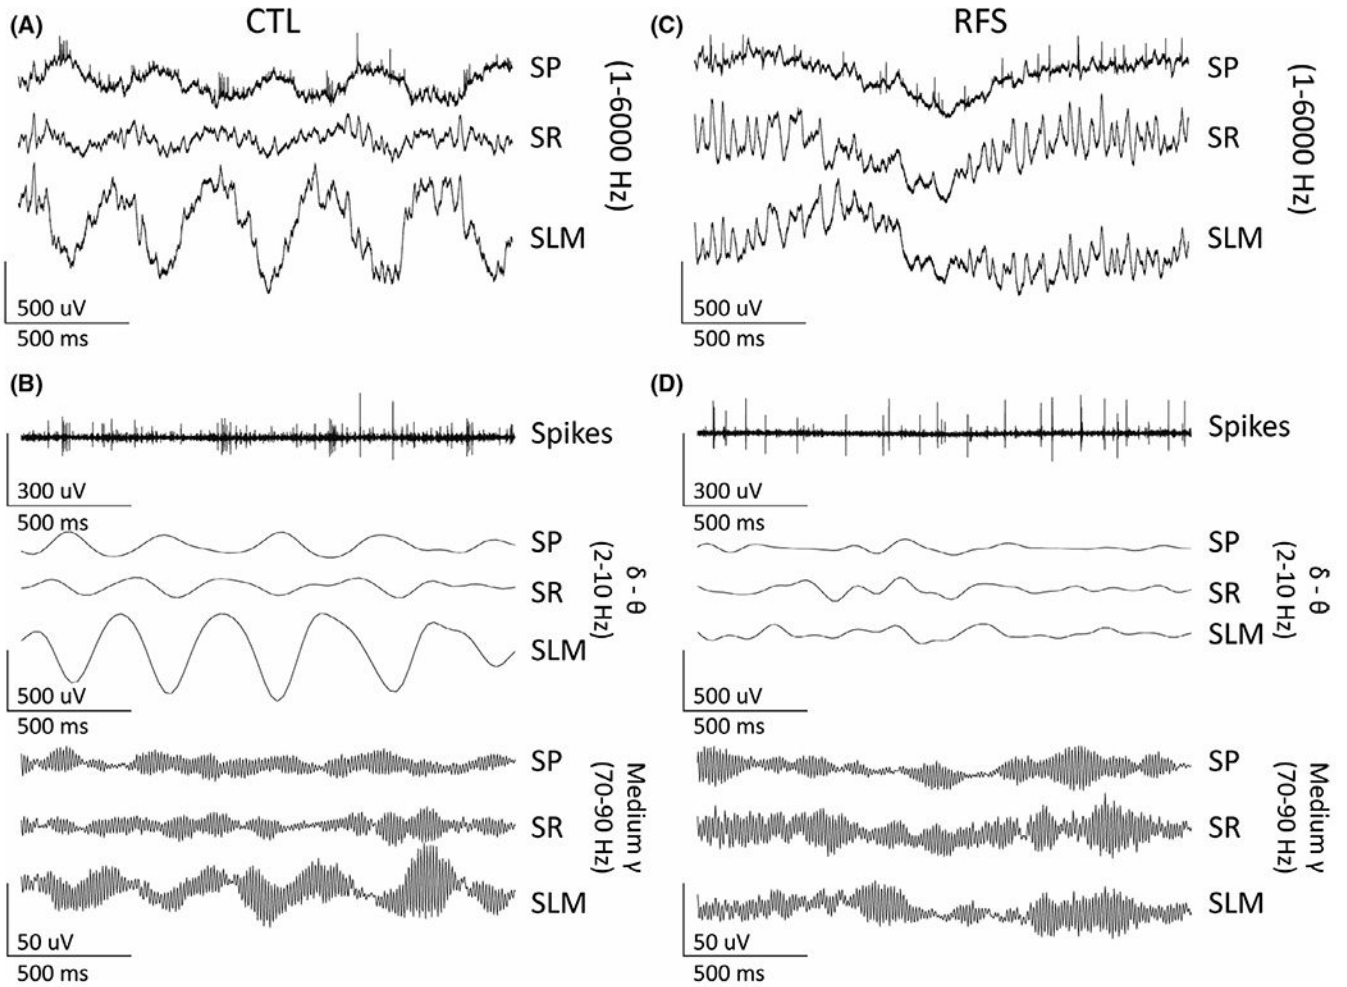 (A)
CTL
SP
SR
SLM
(1-6000 Hz)
500 uV
500 ms
(C)
RFS
SP
SR
SLM
(1-6000 Hz)
500 uV
500 ms
(B)
Spikes
300 uV
500 ms
SP
SR
SLM
δ - θ
(2-10 Hz)
500 uV
500 ms
SP
SR
SLM
Medium γ
(70-90 Hz)
50 uV
500 ms
(D)
Spikes
300 uV
500 ms
SP
SR
SLM
δ - θ
(2-10 Hz)
500 uV
500 ms
SP
SR
SLM
Medium γ
(70-90 Hz)
50 uV
500 ms